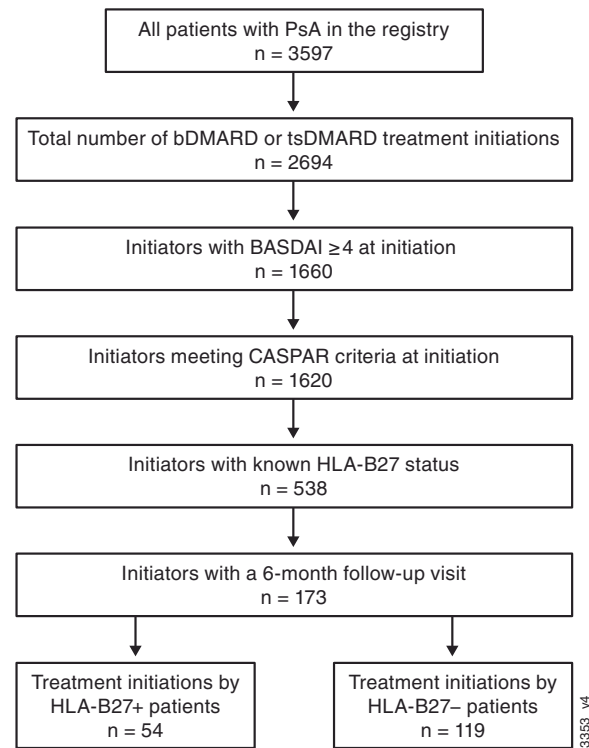 All patients with PsA in the registry
n = 3597
Total number of bDMARD or tsDMARD treatment initiations
n = 2694
Initiators with BASDAI ≥4 at initiation
n = 1660
Initiators meeting CASPAR criteria at initiation
n = 1620
Initiators with known HLA-B27 status
n = 538
Initiators with a 6-month follow-up visit
n = 173
Treatment initiations by
HLA-B27+ patients
n = 54
Treatment initiations by
HLA-B27– patients
n = 119
3353_v4